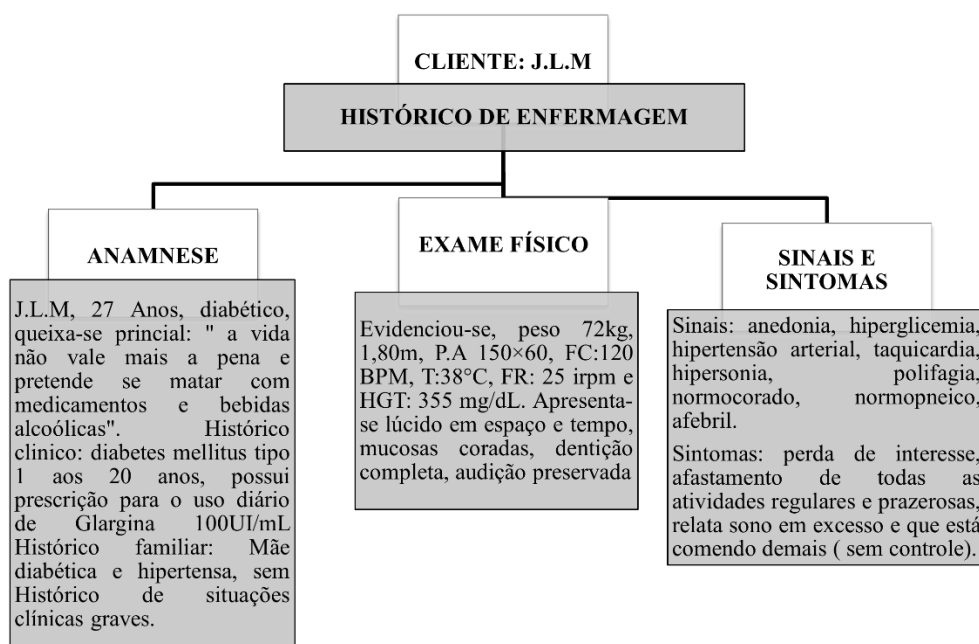 CLIENTE: J.L.M
HISTÓRICO DE ENFERMAGEM
ANAMNESE
J.L.M, 27 Anos, diabético,
queixa-se princial: " a vida
não vale mais a pena e
pretende se matar com
medicamentos e bebidas
alcoólicas". Histórico
clinico: diabetes mellitus tipo
1 aos 20 anos, possui
prescrição para o uso diário
de Glargina 100UI/mL
Histórico familiar: Mãe
diabética e hipertensa, sem
Histórico de situações
clínicas graves.
EXAME FÍSICO
Evidenciou-se, peso 72kg,
1,80m, P.A 150×60, FC:120
BPM, T:38°C, FR: 25 irpm e
HGT: 355 mg/dL. Apresenta-
se lúcido em espaço e tempo,
mucosas coradas, dentição
completa, audição preservada
SINAIS E
SINTOMAS
Sinais: anedonia, hiperglicemia,
hipertensão arterial, taquicardia,
hipersonia, polifagia,
normocorado, normopneico,
afebril.
Sintomas: perda de interesse,
afastamento de todas as
atividades regulares e prazerosas,
relata sono em excesso e que está
comendo demais ( sem controle).